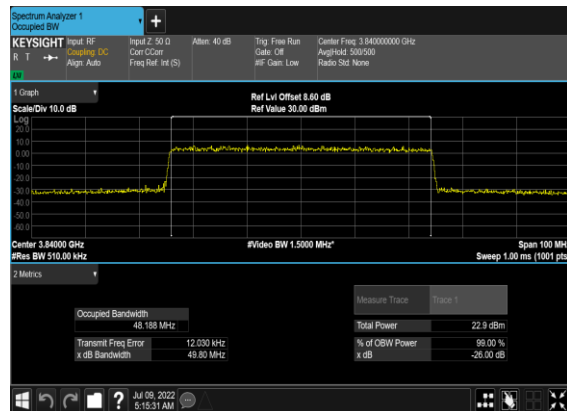 Spectrum Analyzer 1
Occupied BW
+
KEYSIGHT Input: RF Input Z: 50 Ω Atten: 40 dB Trig: Free Run Center Freq: 3.840000000 GHz
R T Coupling: DC Corr CCorr Gate: Off Avg|Hold: 500/500
Align: Auto Freq Ref: Int (S) #IF Gain: Low Radio Std: None
1 Graph
Ref Lvl Offset 8.60 dB
Scale/Div 10.0 dB Ref Value 30.00 dBm
Log
20.0
10.0
0.00
-10.0
-20.0
-30.0
-40.0
-50.0
-60.0
Center 3.84000 GHz #Video BW 1.5000 MHz* Span 100 MH
#Res BW 510.00 kHz Sweep 1.00 ms (1001 pts
2 Metrics
Measure Trace Trace 1
Occupied Bandwidth
48.188 MHz Total Power 22.9 dBm
Transmit Freq Error 12.030 kHz % of OBW Power 99.00 %
x dB Bandwidth 49.80 MHz x dB -26.00 dB
? Jul 09, 2022
5:15:31 AM